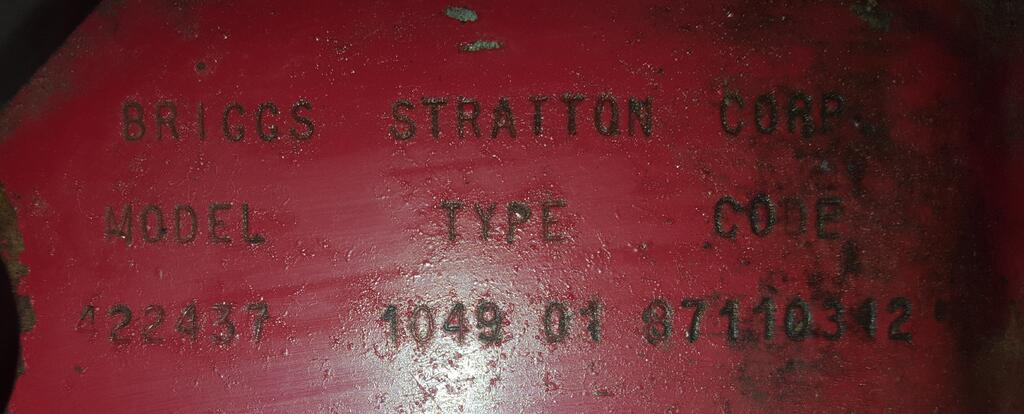 BRIGGS STRATTON CORP
MODEL TYPE CODE
422437 1049 01 87110312